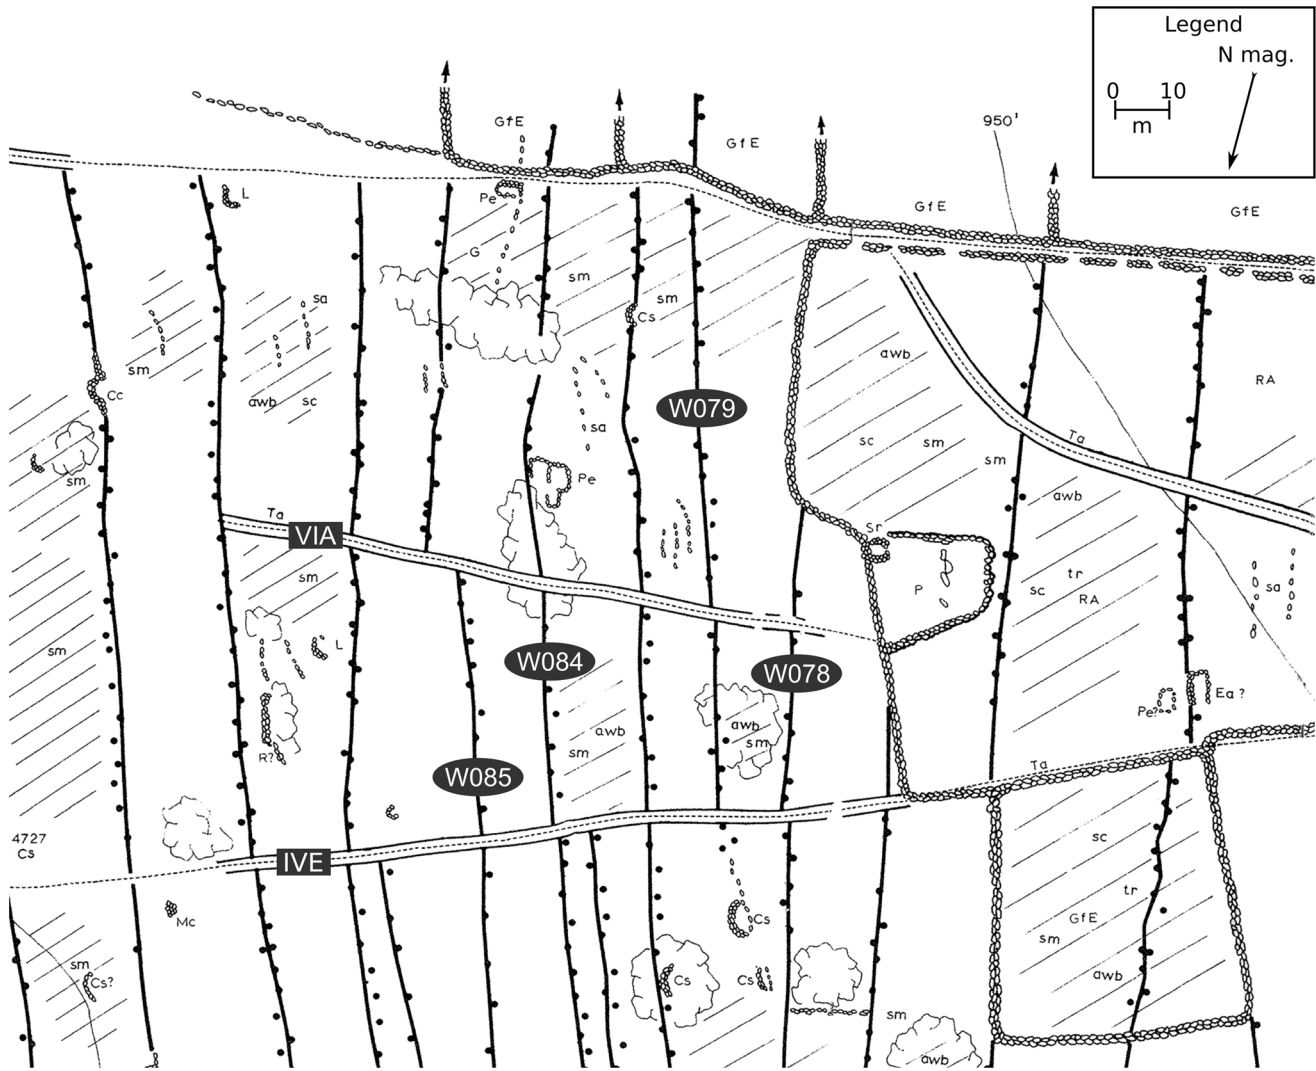 Legend
N mag.
0 10
m
GfE
GfE
950'
GfE
GfE
L
Pe
G
sm
sa
sm
Cs
awb
sm
RA
Cc
awb
sc
W079
sa
sc
sm
sm
Ta
sm
Pe
awb
Ta
Sr
VIA
sm
tr
sc
RA
P
sa
L
sm
W084
W078
Ea ?
Pe?
awb
awb
sm
sm
R?
Ta
W085
4727
Cs
IVE
sc
tr
Mc
Cs
GfE
sm
sm
Cs?
Cs
Cs
awb
sm
awb